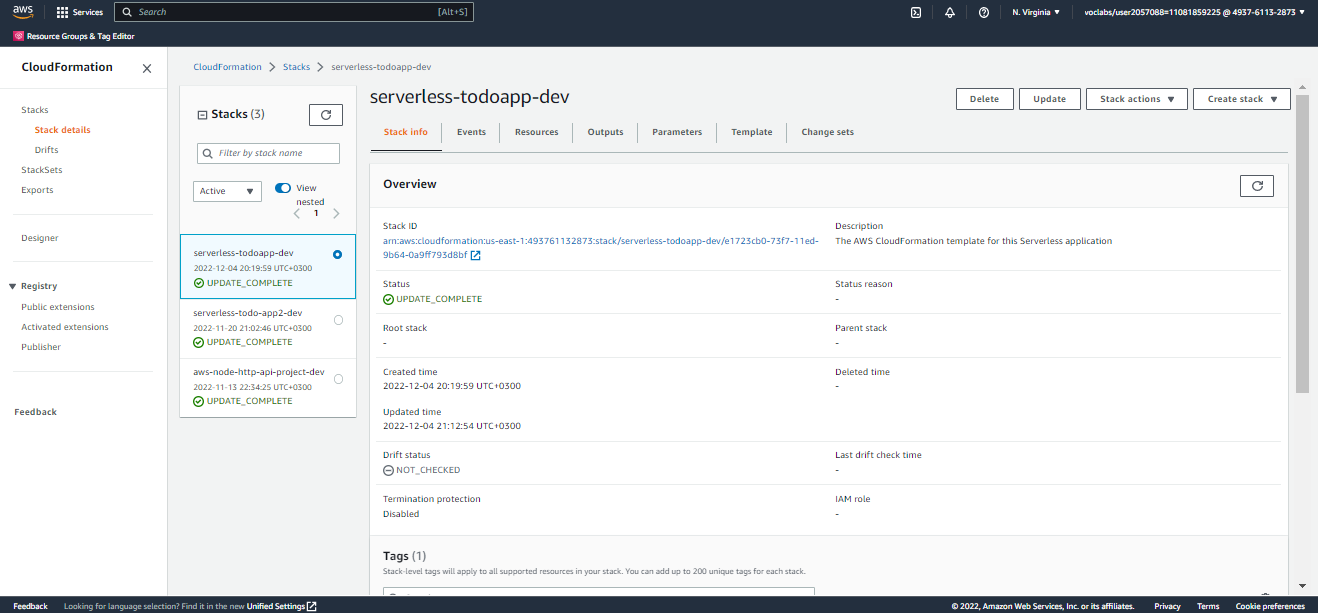 aws
Services
Search
[Alt+S]
N. Virginia
voclabs/user2057088=11081859225 @ 4937-6113-2873
Resource Groups & Tag Editor
CloudFormation
Stacks
Stack details
Drifts
StackSets
Exports
Designer
Registry
Public extensions
Activated extensions
Publisher
Feedback
CloudFormation
Stacks
serverless-todoapp-dev
Stacks (3)
Filter by stack name
Active
View nested
1
serverless-todoapp-dev
2022-12-04 20:19:59 UTC+0300
UPDATE_COMPLETE
serverless-todo-app2-dev
2022-11-20 21:02:46 UTC+0300
UPDATE_COMPLETE
aws-node-http-api-project-dev
2022-11-13 22:34:25 UTC+0300
UPDATE_COMPLETE
serverless-todoapp-dev
Delete
Update
Stack actions
Create stack
Stack info
Events
Resources
Outputs
Parameters
Template
Change sets
Overview
Stack ID
arn:aws:cloudformation:us-east-1:493761132873:stack/serverless-todoapp-dev/e1723cb0-73f7-11ed-
9b64-0a9ff793d8bf
Description
The AWS CloudFormation template for this Serverless application
Status
UPDATE_COMPLETE
Status reason
-
Root stack
-
Parent stack
-
Created time
2022-12-04 20:19:59 UTC+0300
Deleted time
-
Updated time
2022-12-04 21:12:54 UTC+0300
Drift status
NOT_CHECKED
Last drift check time
-
Termination protection
Disabled
IAM role
-
Tags (1)
Stack-level tags will apply to all supported resources in your stack. You can add up to 200 unique tags for each stack.
Feedback
Looking for language selection? Find it in the new Unified Settings
© 2022, Amazon Web Services, Inc. or its affiliates.
Privacy
Terms
Cookie preferences